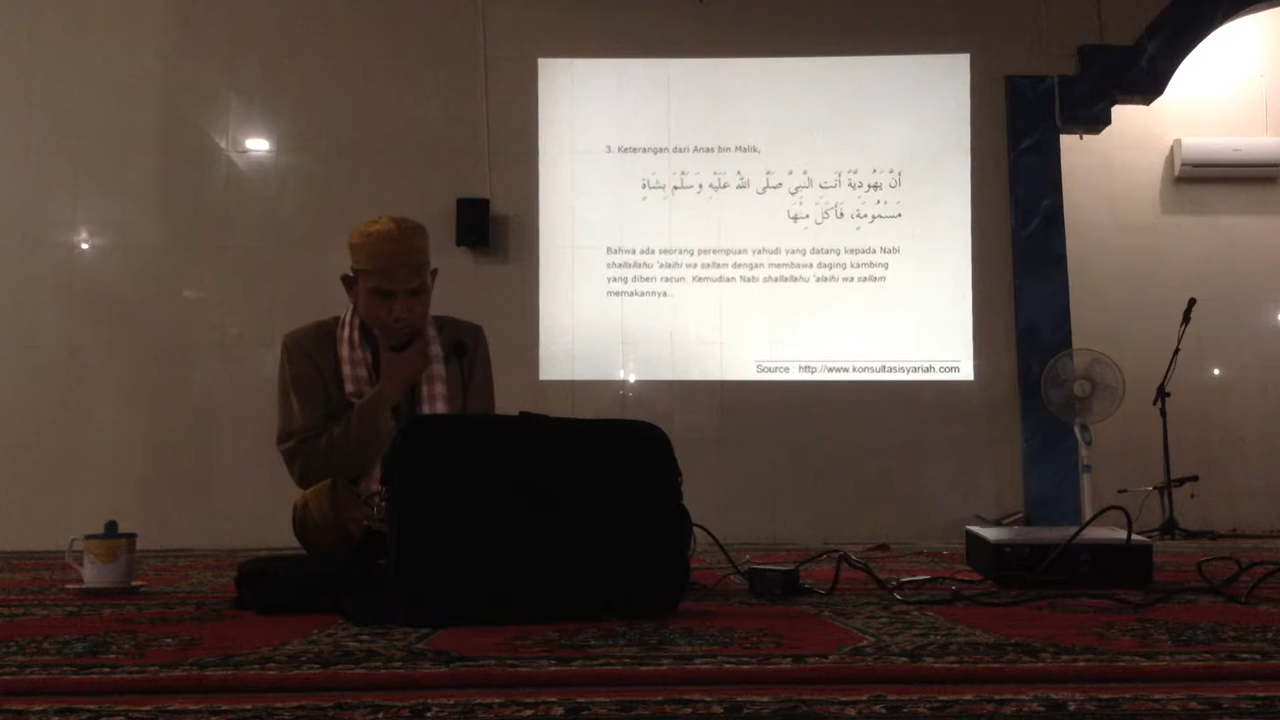 3. Keterangan dari Anas bin Malik,
أَنَّ يَهُودِيَّةً أَتَتِ النَّبِيَّ صَلَّى اللهُ عَلَيْهِ وَسَلَّمَ بِشَاةٍ
مَسْمُومَةٍ، فَأَكَلَ مِنْهَا
Bahwa ada seorang perempuan yahudi yang datang kepada Nabi
shallallahu 'alaihi wa sallam dengan membawa daging kambing
yang diberi racun. Kemudian Nabi shallallahu 'alaihi wa sallam
memakannya..
Source : http://www.konsultasisyariah.com